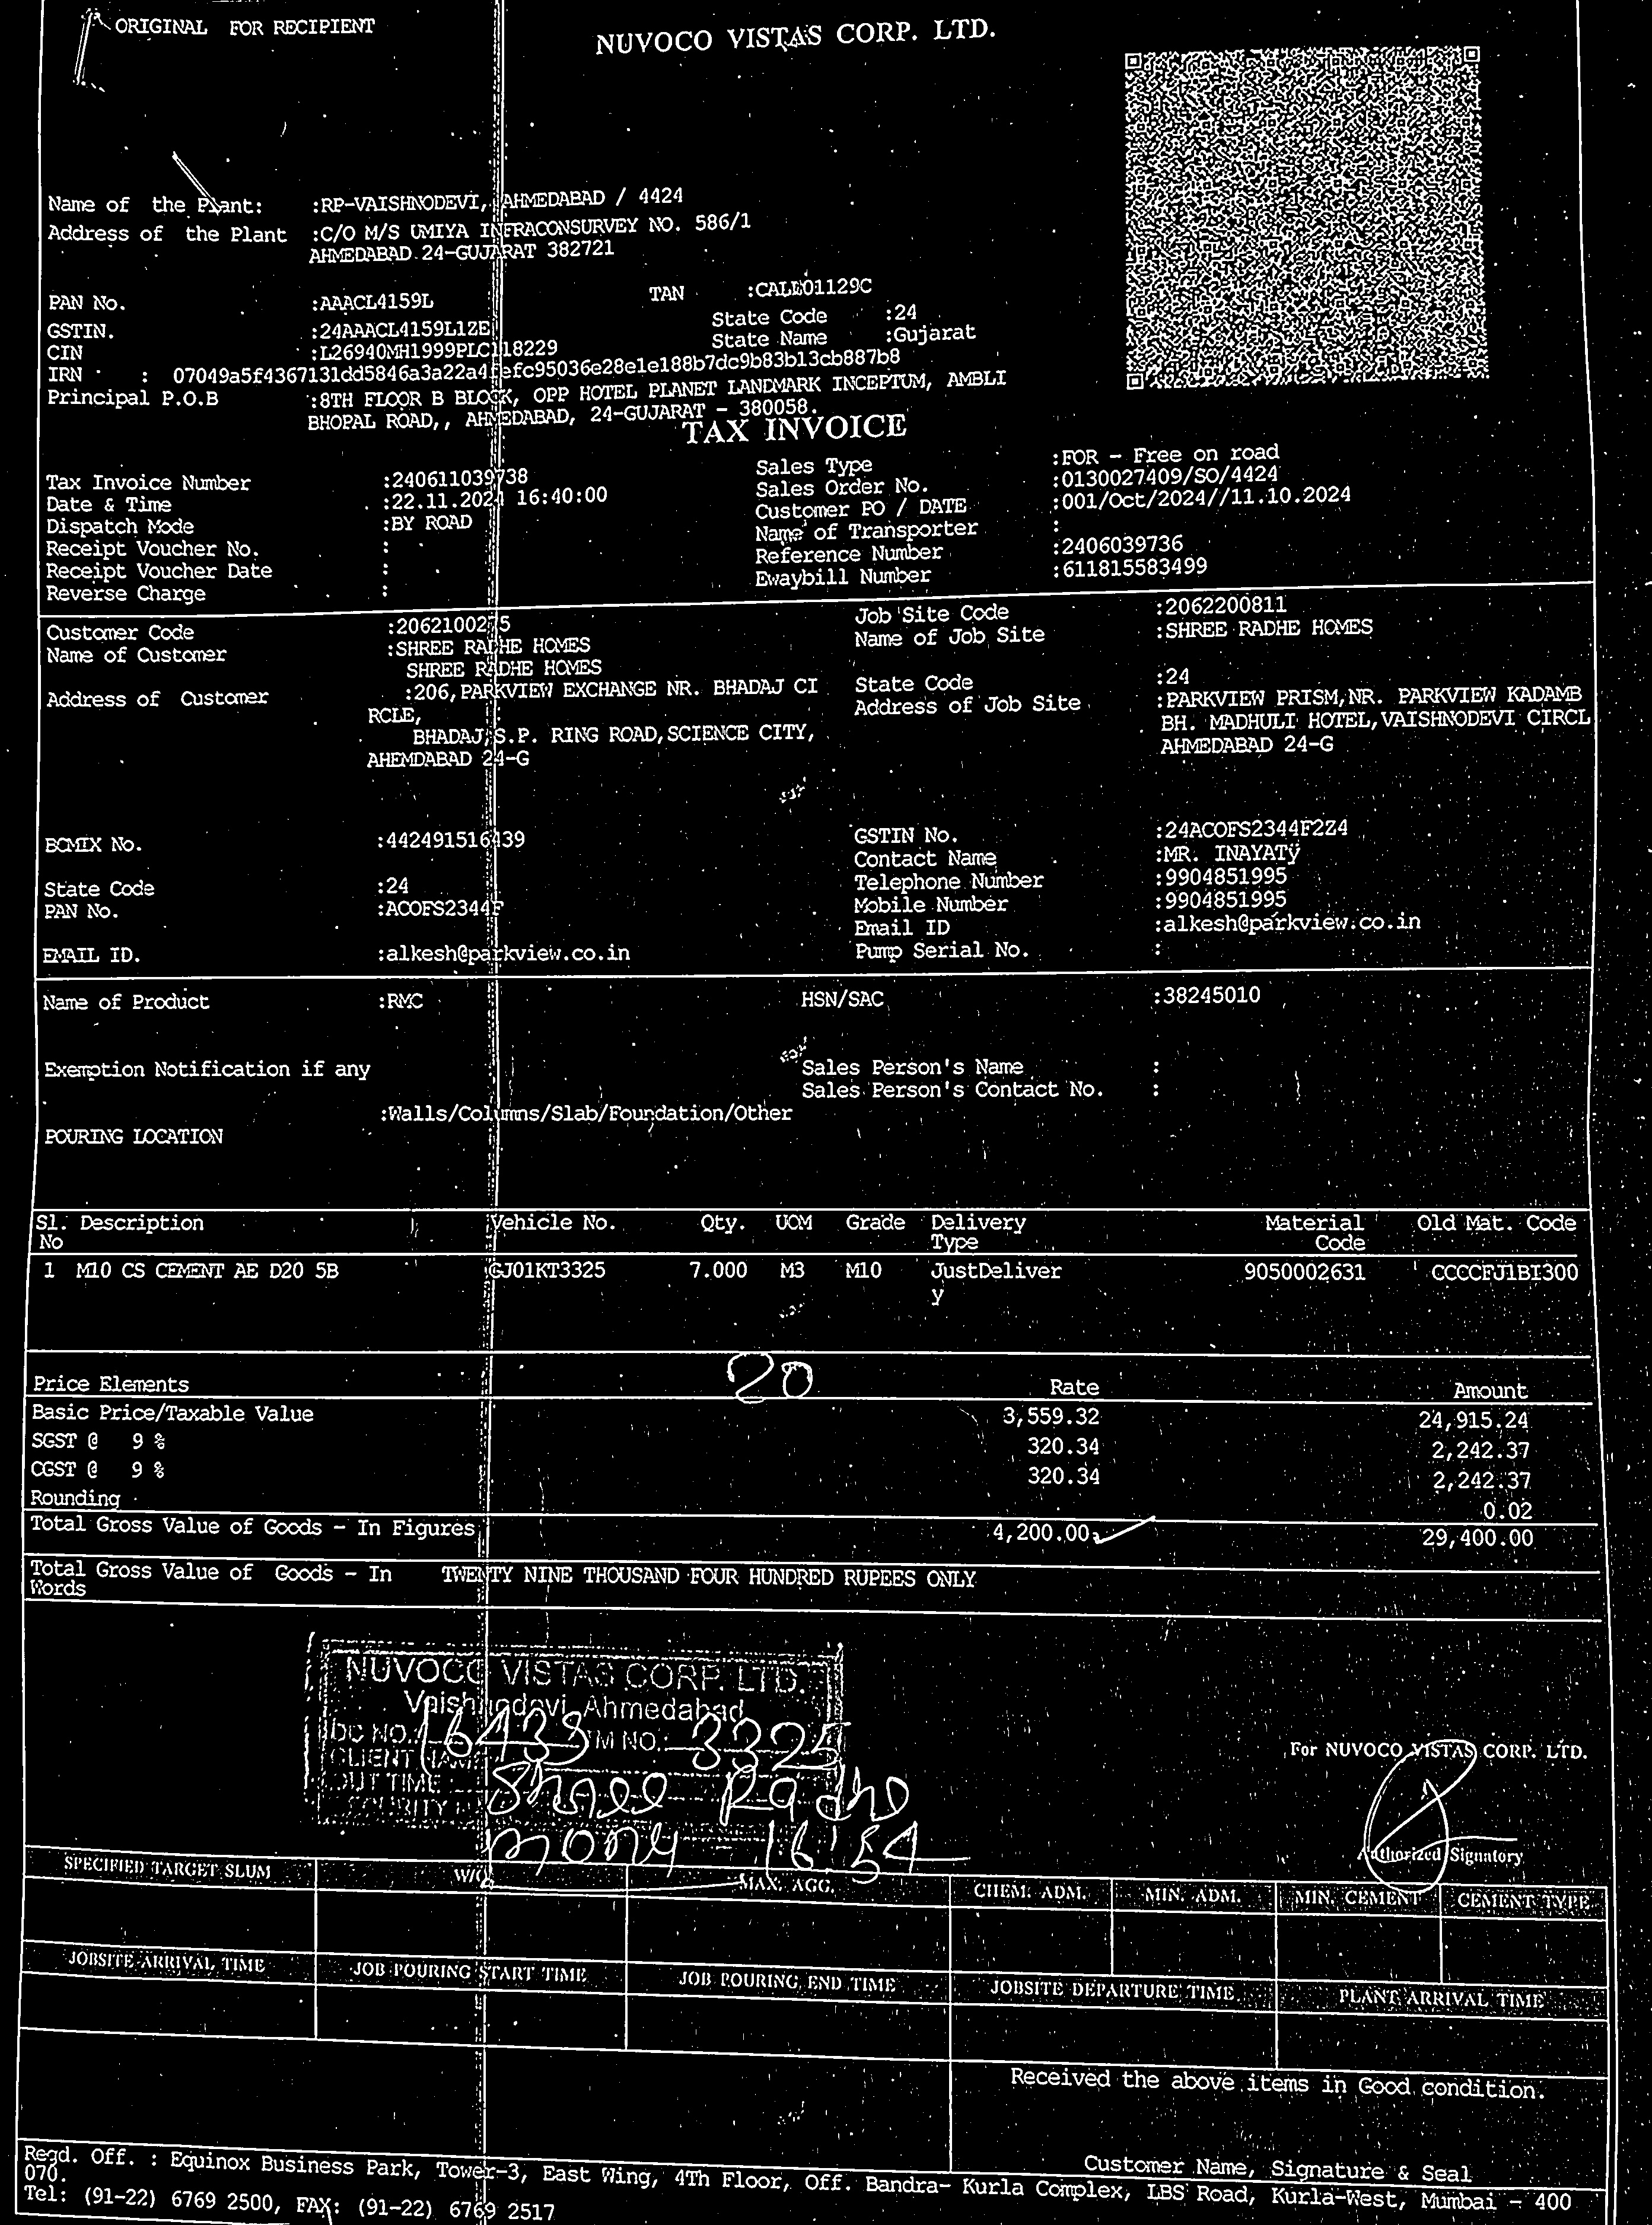 ORIGINAL FOR RECIPIENT
NUVOCO VISTAS CORP. LTD.
Name of the Plant: :RP-VAISHNODEVI, AHMEDABAD / 4424
Address of the Plant :C/O M/S UMIYA INFRACONSURVEY NO. 586/1
AHMEDABAD 24-GUJARAT 382721
PAN No. :AAACL4159L TAN :CALL01129C
GSTIN. :24AAACL4159L1ZE State Code :24
CIN :L26940MH1999PLC118229 State Name :Gujarat
IRN : 07049a5f4367131dd5846a3a22a4fefc95036e28e1e188b7dc9b83b13cb887b8
Principal P.O.B :8TH FLOOR B BLOCK, OPP HOTEL PLANET LANDMARK INCEPTUM, AMBLI
BHOPAL ROAD,, AHMEDABAD, 24-GUJARAT - 380058.
TAX INVOICE
Tax Invoice Number :240611039738 Sales Type :FOR - Free on road
Date & Time :22.11.2024 16:40:00 Sales Order No. :0130027409/SO/4424
Dispatch Mode :BY ROAD Customer PO / DATE :001/Oct/2024//11.10.2024
Receipt Voucher No. : Name of Transporter :
Receipt Voucher Date : Reference Number :2406039736
Reverse Charge : Ewaybill Number :611815583499
Customer Code :2062100275 Job Site Code :2062200811
Name of Customer :SHREE RADHE HOMES Name of Job Site :SHREE RADHE HOMES
SHREE RADHE HOMES
Address of Customer :206,PARKVIEW EXCHANGE NR. BHADAJ CI State Code :24
RCLE, Address of Job Site :PARKVIEW PRISM,NR. PARKVIEW KADAMB
BHADAJ,S.P. RING ROAD,SCIENCE CITY, BH. MADHULI HOTEL,VAISHNODEVI CIRCL
AHEMDABAD 24-G AHMEDABAD 24-G
BCMIX No. :442491516439 GSTIN No. :24ACOFS2344F2Z4
Contact Name :MR. INAYATÿ
State Code :24 Telephone Number :9904851995
PAN No. :ACOFS2344F Mobile Number :9904851995
Email ID :alkesh@parkview.co.in
EMAIL ID. :alkesh@parkview.co.in Pump Serial No. :
Name of Product :RMC HSN/SAC :38245010
Exemption Notification if any Sales Person's Name :
Sales Person's Contact No. :
:Walls/Columns/Slab/Foundation/Other
POURING LOCATION
Sl. Description Vehicle No. Qty. UOM Grade Delivery Material Old Mat. Code
No Type Code
1 M10 CS CEMENT AE D20 5B GJ01KT3325 7.000 M3 M10 JustDeliver 9050002631 CCCCFJ1BI300
y
20
Price Elements Rate Amount
Basic Price/Taxable Value 3,559.32 24,915.24
SGST @ 9 % 320.34 2,242.37
CGST @ 9 % 320.34 2,242.37
Rounding 0.02
Total Gross Value of Goods - In Figures 4,200.00 29,400.00
Total Gross Value of Goods - In TWENTY NINE THOUSAND FOUR HUNDRED RUPEES ONLY
Words
NUVOCO VISTAS CORP. LTD.
Vaishnodevi, Ahmedabad
DC NO. 16438 TM NO.: 3325
CLIENT NAME Shree Radhe
OUT TIME
SECURITY 16:54
For NUVOCO VISTAS CORP. LTD.
Authorized Signatory
SPECIFIED TARGET SLUM W/C MAX. AGG. CHEM. ADM. MIN. ADM. MIN. CEMENT CEMENT TYPE
JOBSITE ARRIVAL TIME JOB POURING START TIME JOB POURING END TIME JOBSITE DEPARTURE TIME PLANT ARRIVAL TIME
Received the above items in Good condition.
Customer Name, Signature & Seal
Regd. Off. : Equinox Business Park, Tower-3, East Wing, 4Th Floor, Off. Bandra- Kurla Complex, LBS Road, Kurla-West, Mumbai - 400
070.
Tel: (91-22) 6769 2500, FAX: (91-22) 6769 2517